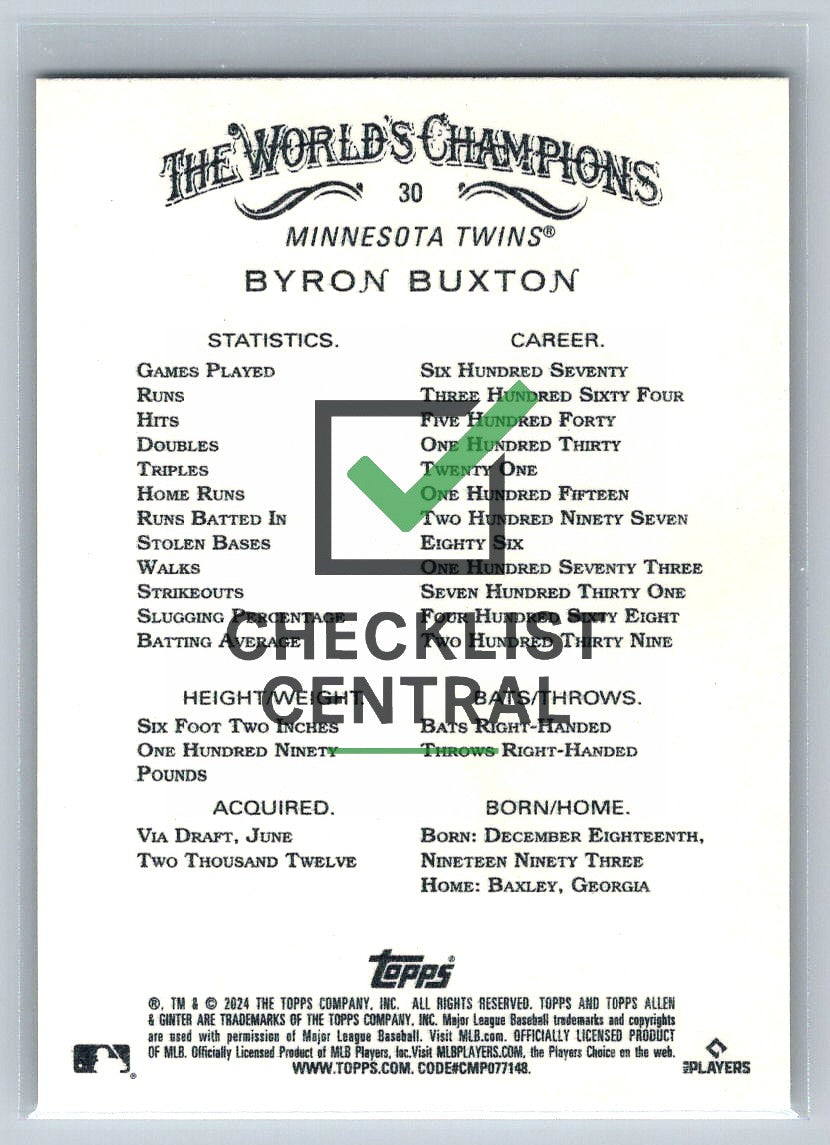 THE WORLD'S CHAMPIONS
30
MINNESOTA TWINS®
BYRON BUXTON
STATISTICS. CAREER.
GAMES PLAYED SIX HUNDRED SEVENTY
RUNS THREE HUNDRED SIXTY FOUR
HITS FIVE HUNDRED FORTY
DOUBLES ONE HUNDRED THIRTY
TRIPLES TWENTY ONE
HOME RUNS ONE HUNDRED FIFTEEN
RUNS BATTED IN TWO HUNDRED NINETY SEVEN
STOLEN BASES EIGHTY SIX
WALKS ONE HUNDRED SEVENTY THREE
STRIKEOUTS SEVEN HUNDRED THIRTY ONE
SLUGGING PERCENTAGE FOUR HUNDRED SIXTY EIGHT
BATTING AVERAGE TWO HUNDRED THIRTY NINE
CHECKLIST
CENTRAL
HEIGHT/WEIGHT. BATS/THROWS.
SIX FOOT TWO INCHES BATS RIGHT-HANDED
ONE HUNDRED NINETY THROWS RIGHT-HANDED
POUNDS
ACQUIRED. BORN/HOME.
VIA DRAFT, JUNE BORN: DECEMBER EIGHTEENTH,
TWO THOUSAND TWELVE NINETEEN NINETY THREE
HOME: BAXLEY, GEORGIA
topps®
®, TM & © 2024 THE TOPPS COMPANY, INC. ALL RIGHTS RESERVED. TOPPS AND TOPPS ALLEN
& GINTER ARE TRADEMARKS OF THE TOPPS COMPANY, INC. Major League Baseball trademarks and copyrights
are used with permission of Major League Baseball. Visit MLB.com. OFFICIALLY LICENSED PRODUCT
OF MLB. Officially Licensed Product of MLB Players, Inc. Visit MLBPLAYERS.COM, the Players Choice on the web.
WWW.TOPPS.COM. CODE#CMP077148.
MLB PLAYERS